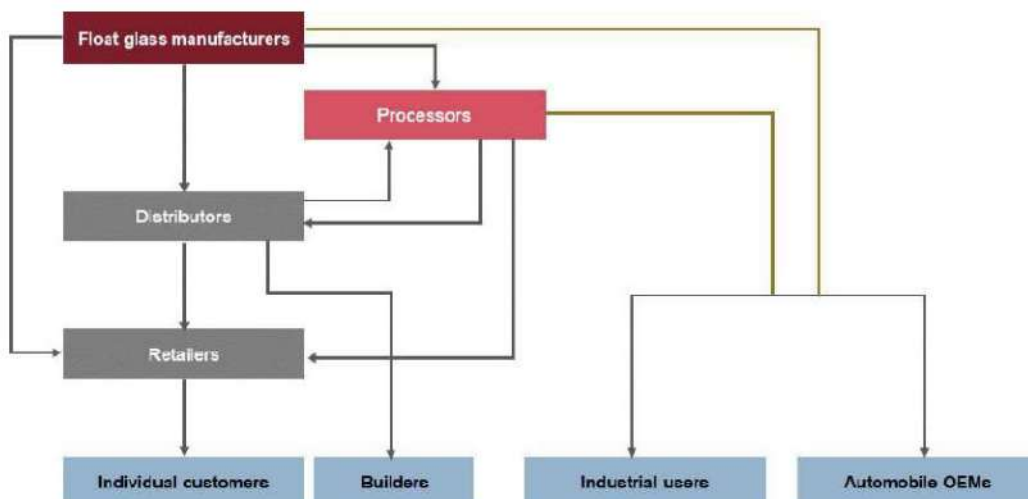 Float glass manufacturers
Processors
Distributors
Retailers
Individual customers
Builders
Industrial users
Automobile OEMs